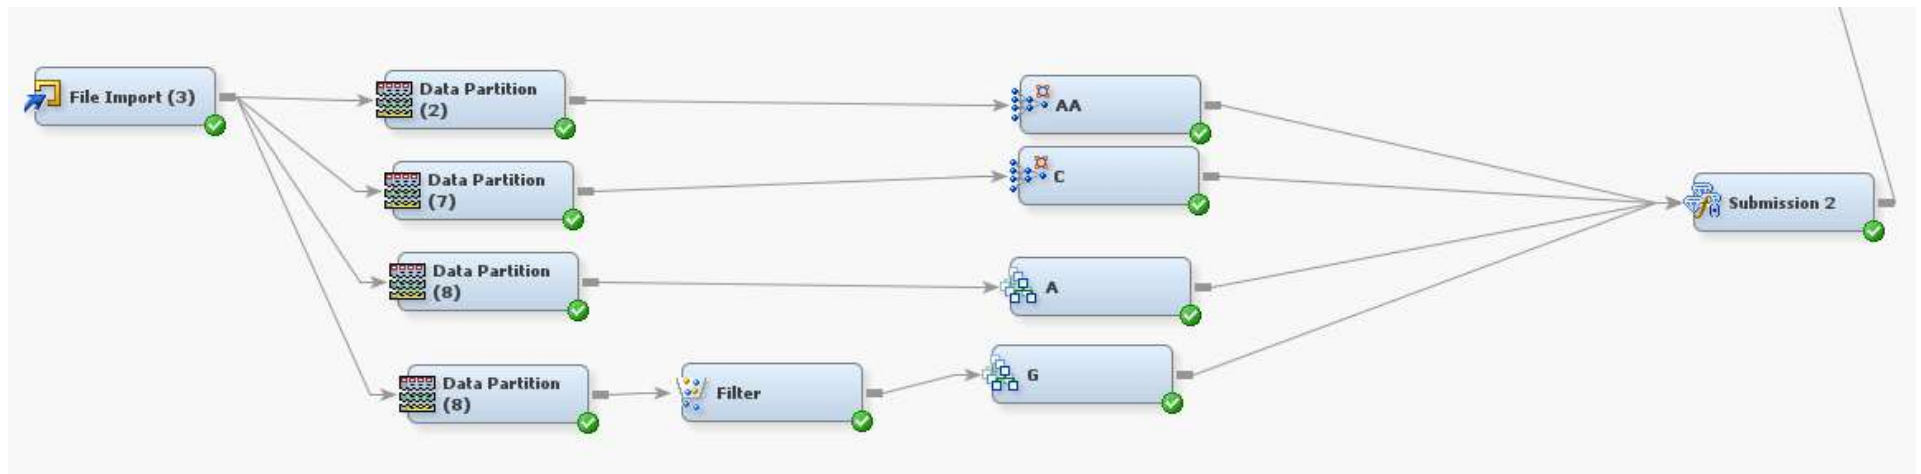 File Import (3)
Data Partition
(2)
AA
Data Partition
(7)
C
Submission 2
Data Partition
(8)
A
Data Partition
(8)
Filter
G